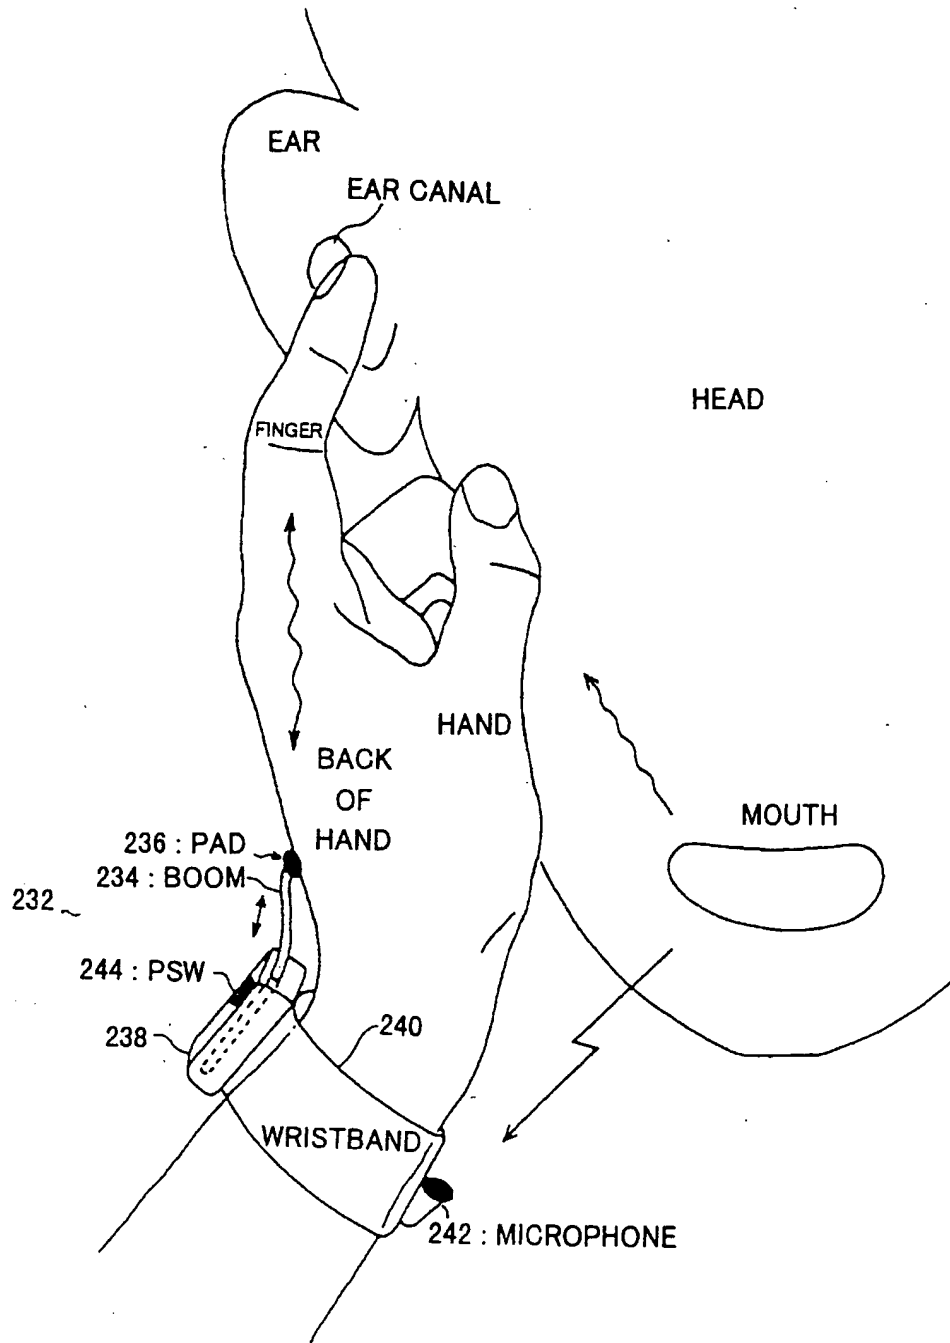 EAR
EAR CANAL
HEAD
FINGER
HAND
BACK
OF
HAND
MOUTH
236 : PAD
234 : BOOM
232
244 : PSW
238
240
WRISTBAND
242 : MICROPHONE